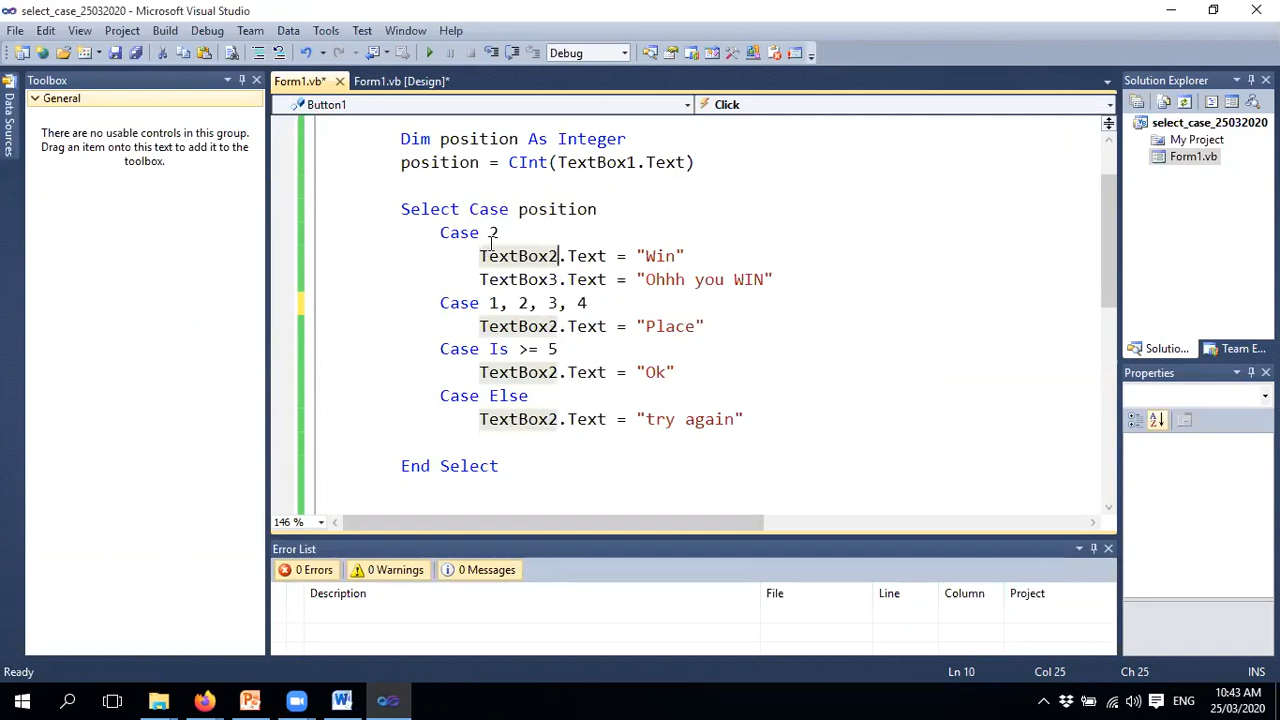 select_case_25032020 - Microsoft Visual Studio
File Edit View Project Build Debug Team Data Tools Test Window Help
Debug
Toolbox
Form1.vb* Form1.vb [Design]*
Solution Explorer
General
Button1
Click
There are no usable controls in this group.
Drag an item onto this text to add it to the
toolbox.
Data Sources
select_case_25032020
My Project
Form1.vb
Dim position As Integer
position = CInt(TextBox1.Text)
Select Case position
Case 2
TextBox2.Text = "Win"
TextBox3.Text = "Ohhh you WIN"
Case 1, 2, 3, 4
TextBox2.Text = "Place"
Case Is >= 5
TextBox2.Text = "Ok"
Case Else
TextBox2.Text = "try again"
End Select
Solutio... Team E...
Properties
146 %
Error List
0 Errors 0 Warnings 0 Messages
Description File Line Column Project
Ready Ln 10 Col 25 Ch 25 INS
ENG
10:43 AM
25/03/2020